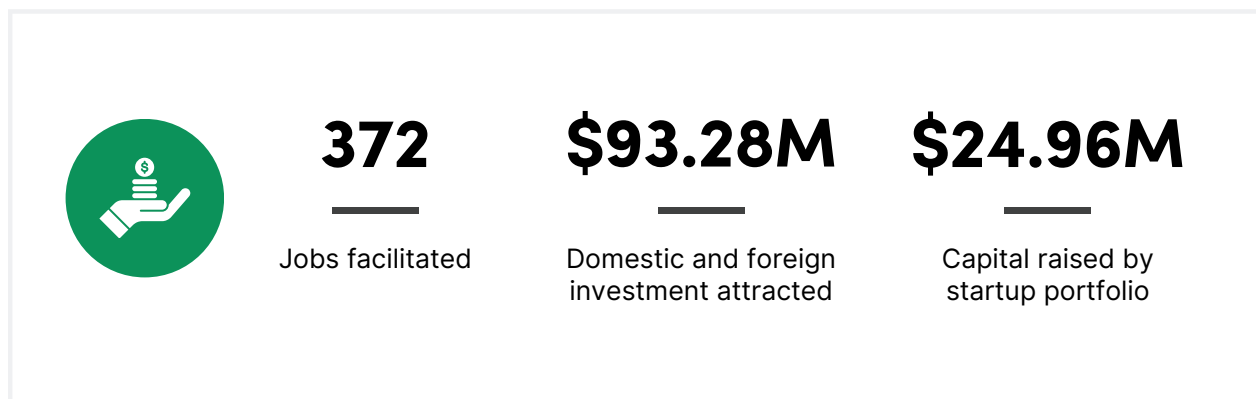 372
Jobs facilitated
$93.28M
Domestic and foreign
investment attracted
$24.96M
Capital raised by
startup portfolio
$